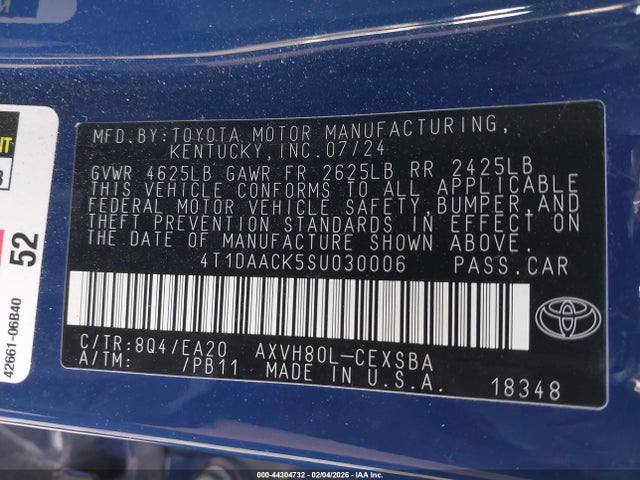 MFD.BY:TOYOTA MOTOR MANUFACTURING,
KENTUCKY,INC.07/24
GVWR 4625LB GAWR FR 2625LB RR 2425LB
THIS VEHICLE CONFORMS TO ALL APPLICABLE
FEDERAL MOTOR VEHICLE SAFETY,BUMPER,AND
THEFT PREVENTION STANDARDS IN EFFECT ON
THE DATE OF MANUFACTURE SHOWN ABOVE.
4T1DAACK5SU030006 PASS.CAR
C/TR:8Q4/EA20 AXVH80L-CEXSBA
A/TM: /PB11 MADE IN U.S.A.
18348
52
42661-06B40
000-44304732 - 02/04/2026 - IAAHOLDINGS.CA